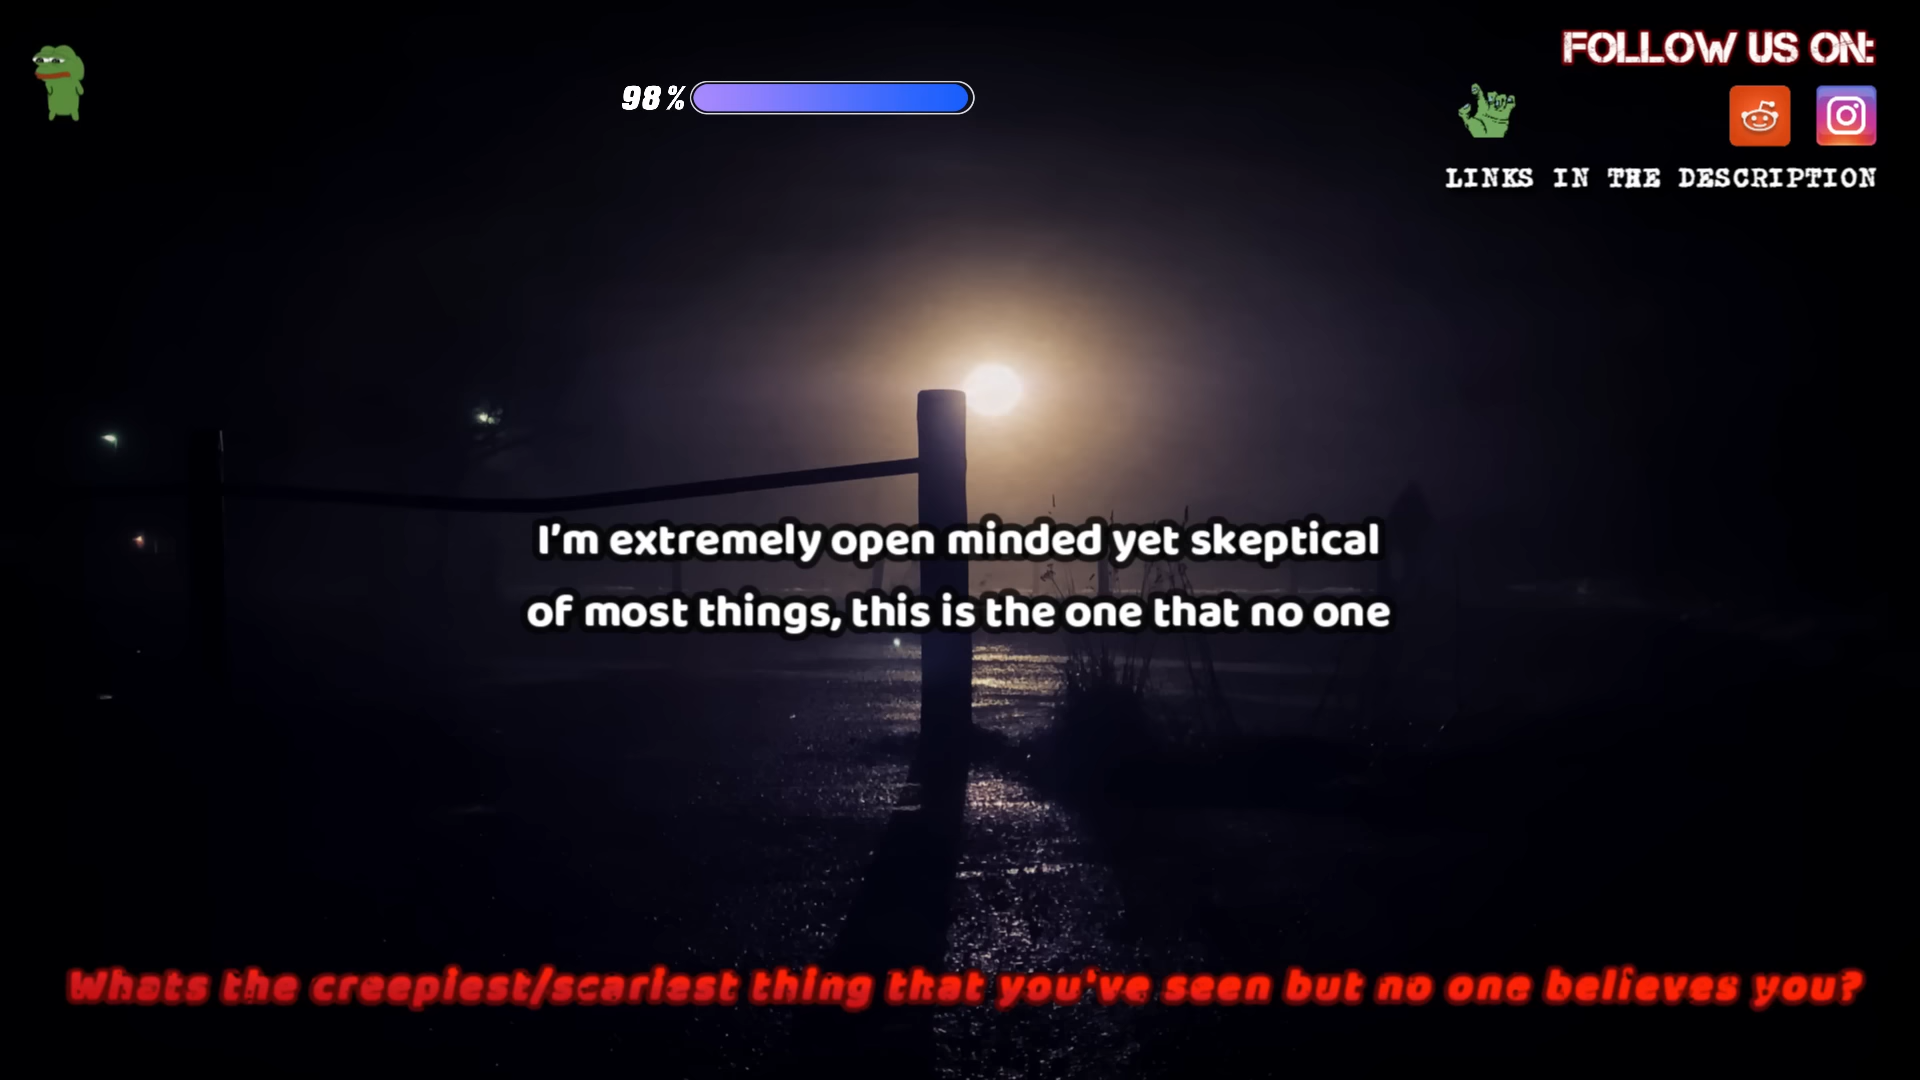 FOLLOW US ON:
98%
LINKS IN THE DESCRIPTION
I'm extremely open minded yet skeptical
of most things, this is the one that no one
Whats the creepiest/scariest thing that you've seen but no one believes you?